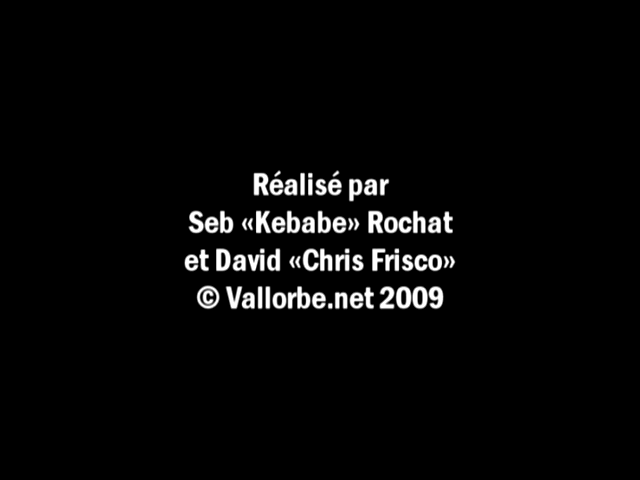 Réalisé par
Seb «Kebabe» Rochat
et David «Chris Frisco»
© Vallorbe.net 2009